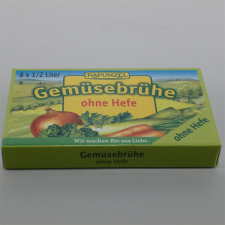 RAPUNZEL
8 x 1/2 Liter
Gemüsebrühe
ohne Hefe
Wir machen Bio aus Liebe.
ohne Hefe
Gemüsebrühe
ohne Hefe